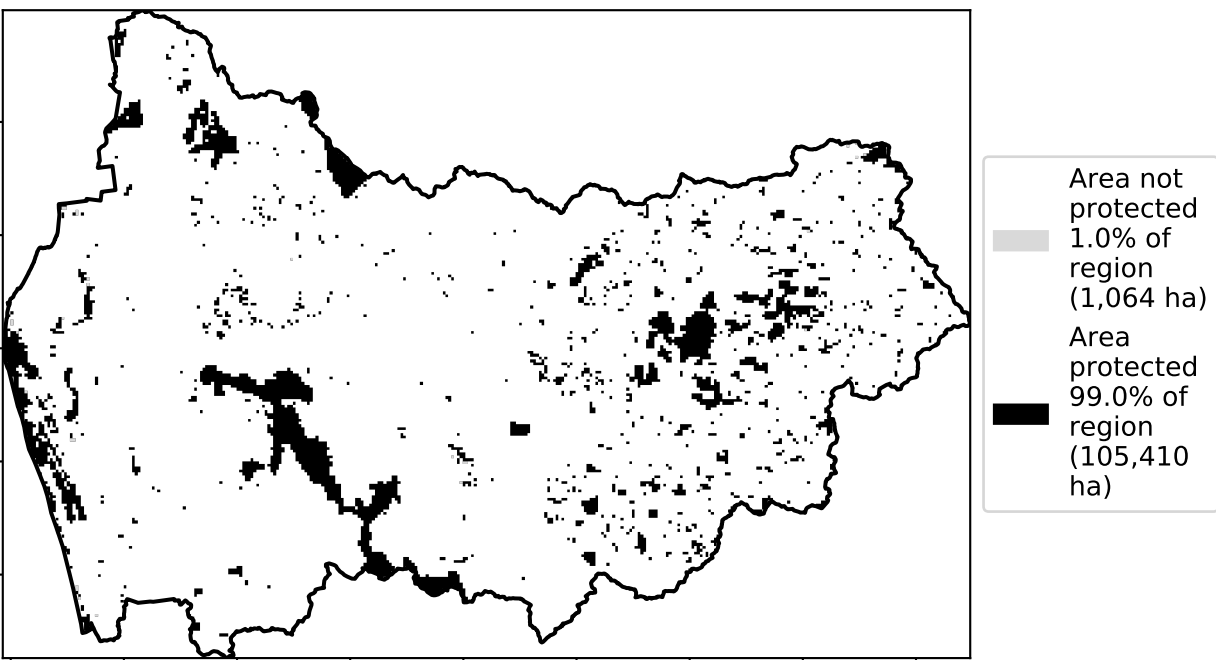 Area not
protected
1.0% of
region
(1,064 ha)
Area
protected
99.0% of
region
(105,410
ha)